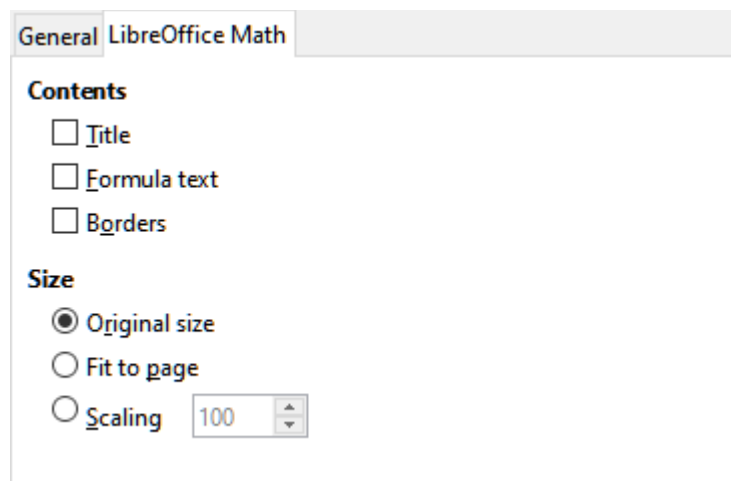 General LibreOffice Math
Contents
Title
Formula text
Borders
Size
Original size
Fit to page
Scaling 100